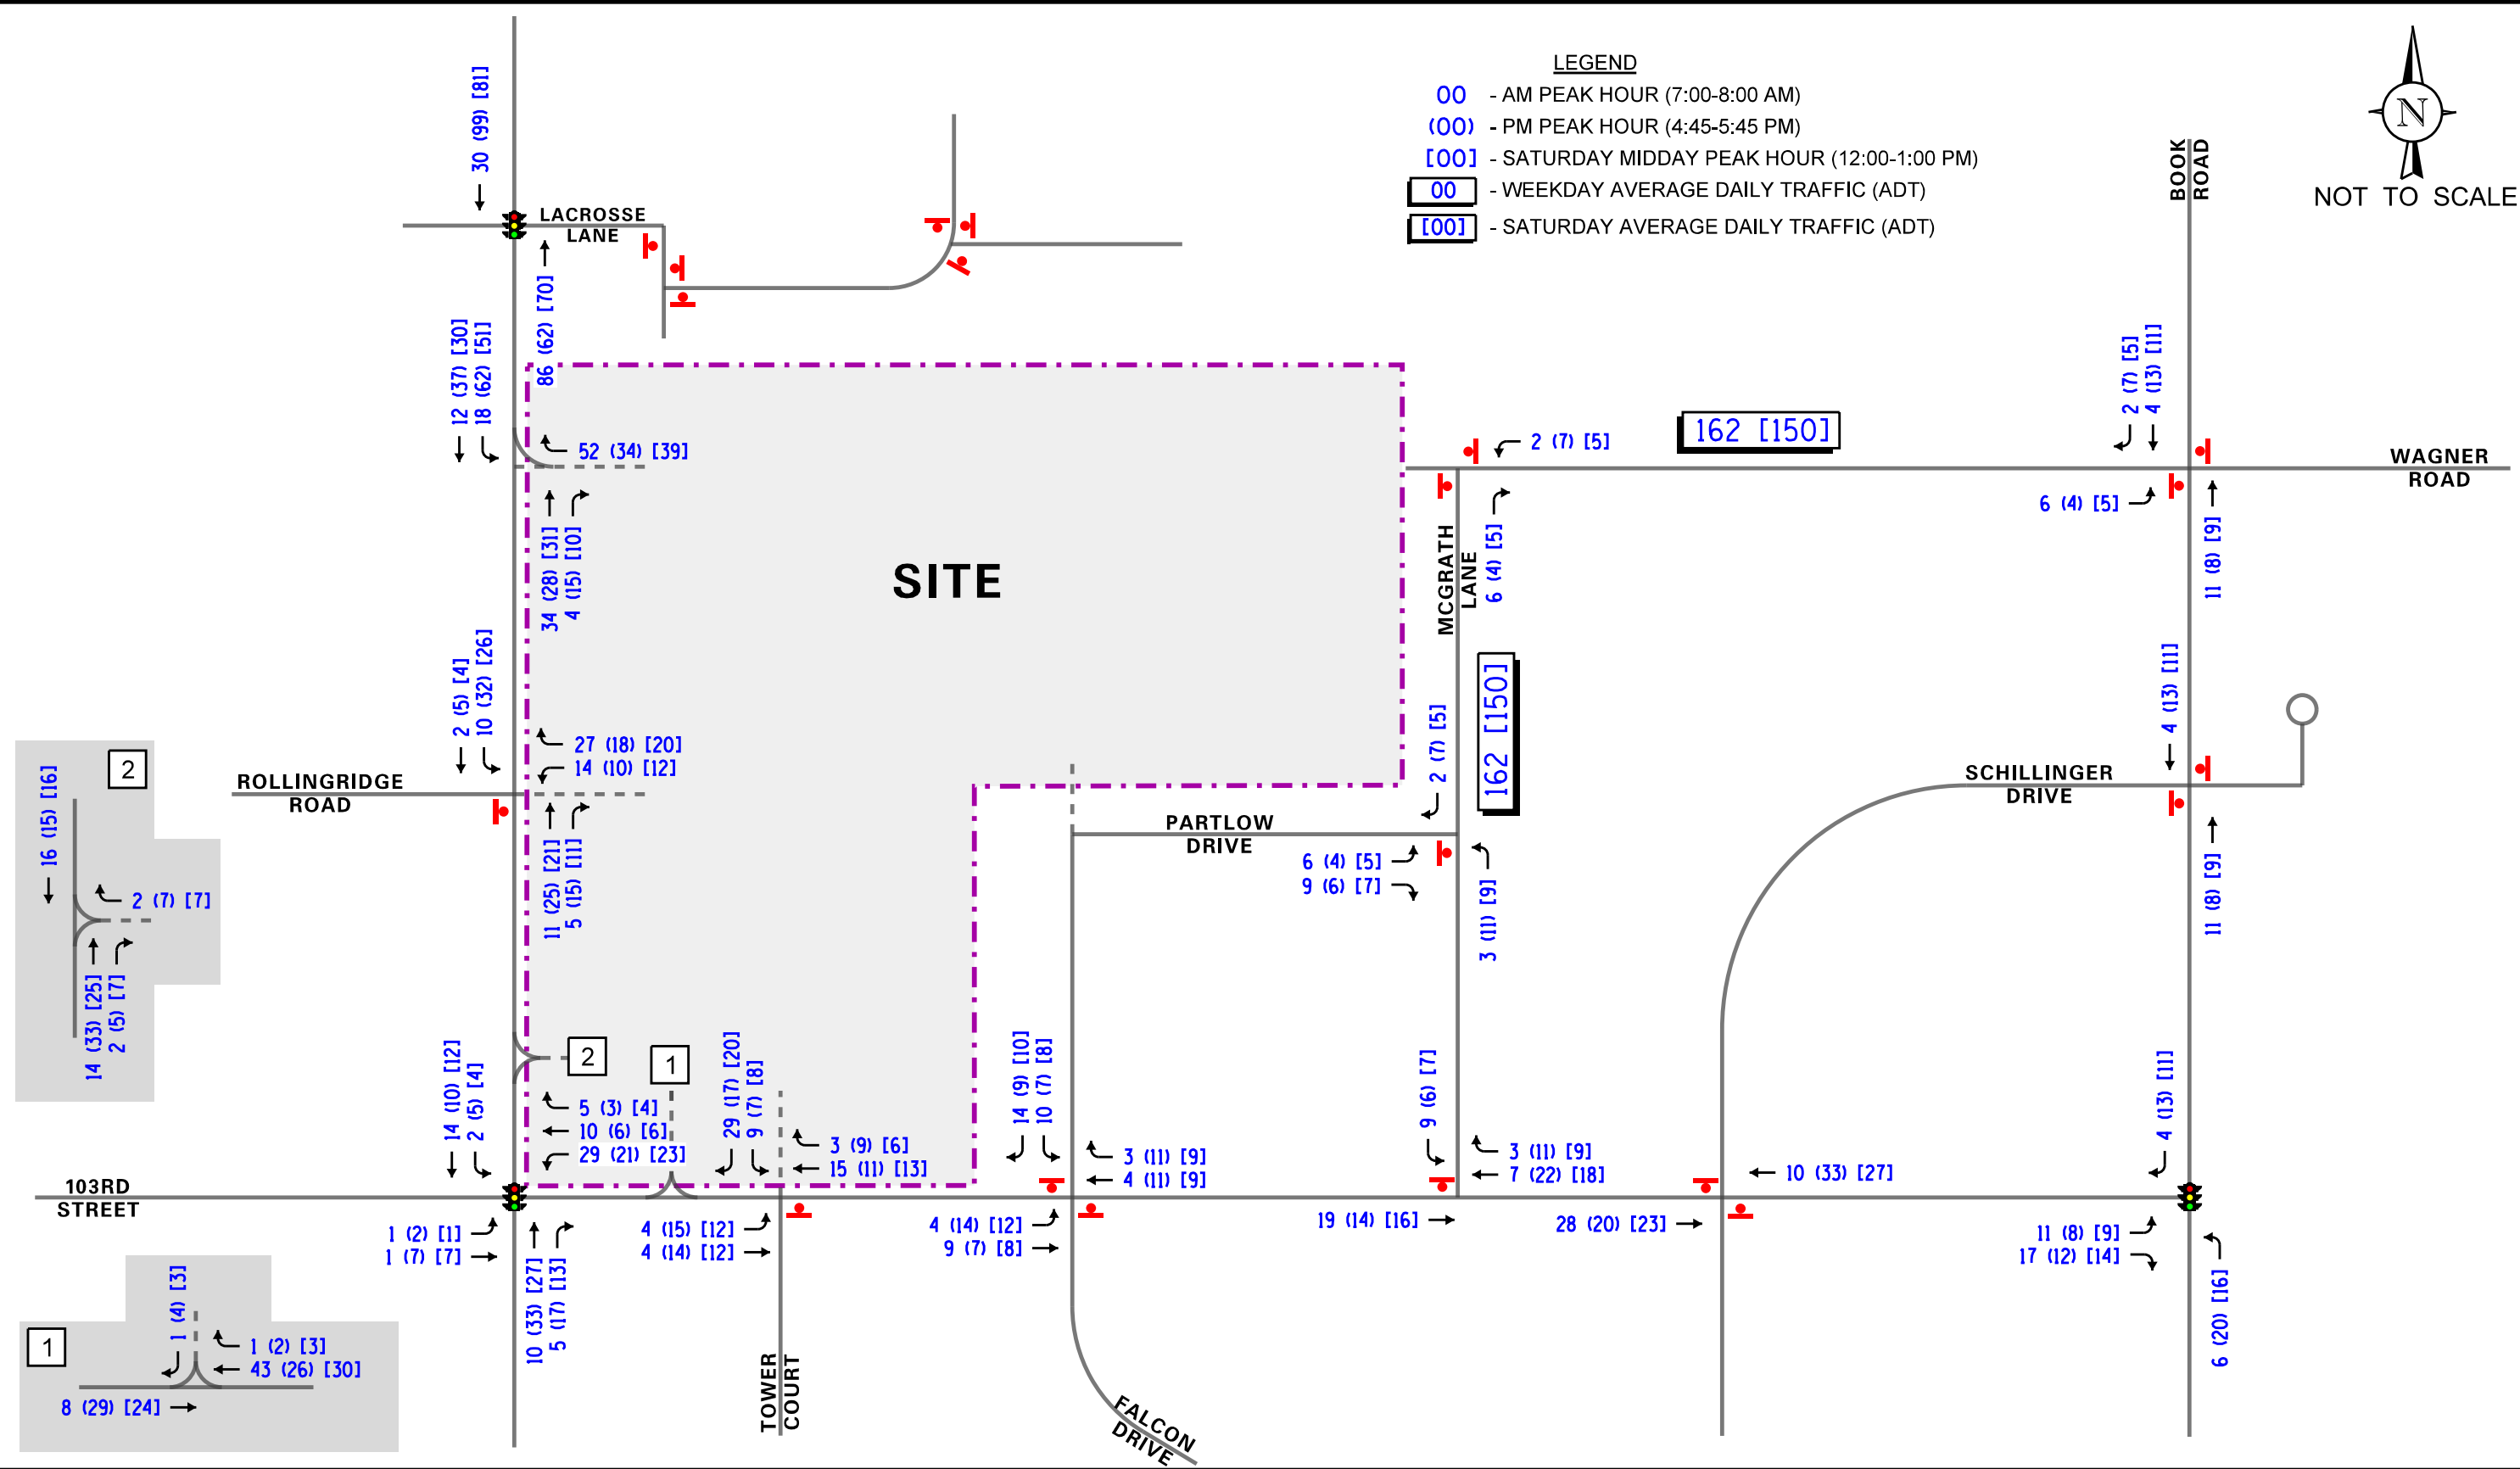 LEGEND
00 - AM PEAK HOUR (7:00-8:00 AM)
(00) - PM PEAK HOUR (4:45-5:45 PM)
[00] - SATURDAY MIDDAY PEAK HOUR (12:00-1:00 PM)
00 - WEEKDAY AVERAGE DAILY TRAFFIC (ADT)
[00] - SATURDAY AVERAGE DAILY TRAFFIC (ADT)
N
NOT TO SCALE
BOOK
ROAD
30 (99) [81]
LACROSSE
LANE
86 (62) [70]
12 (37) [30]
18 (62) [51]
52 (34) [39]
34 (28) [31]
4 (15) [10]
SITE
2 (7) [5]
162 [150]
2 (7) [5]
4 (13) [11]
WAGNER
ROAD
6 (4) [5]
11 (8) [9]
MCGRATH
LANE
6 (4) [5]
162 [150]
2 (7) [5]
2 (5) [4]
10 (32) [26]
27 (18) [20]
14 (10) [12]
ROLLINGRIDGE
ROAD
11 (25) [21]
5 (15) [11]
PARTLOW
DRIVE
6 (4) [5]
9 (6) [7]
3 (11) [9]
4 (13) [11]
SCHILLINGER
DRIVE
11 (8) [9]
2
16 (15) [16]
2 (7) [7]
14 (33) [25]
2 (5) [7]
2
1
14 (10) [12]
2 (5) [4]
5 (3) [4]
10 (6) [6]
29 (21) [23]
29 (17) [20]
9 (7) [8]
3 (9) [6]
15 (11) [13]
14 (9) [10]
10 (7) [8]
3 (11) [9]
4 (11) [9]
9 (6) [7]
3 (11) [9]
7 (22) [18]
10 (33) [27]
4 (13) [11]
103RD
STREET
1 (2) [1]
1 (7) [7]
10 (33) [27]
5 (17) [13]
4 (15) [12]
4 (14) [12]
4 (14) [12]
9 (7) [8]
19 (14) [16]
28 (20) [23]
11 (8) [9]
17 (12) [14]
6 (20) [16]
1
1 (4) [3]
1 (2) [3]
43 (26) [30]
8 (29) [24]
TOWER
COURT
FALCON
DRIVE